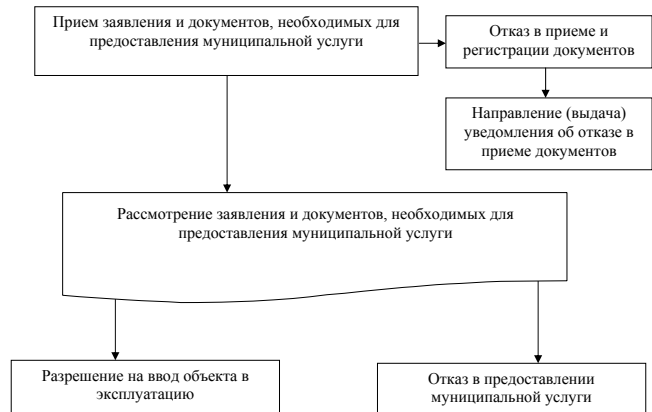 Прием заявления и документов, необходимых для
предоставления муниципальной услуги
Отказ в приеме и
регистрации документов
Направление (выдача)
уведомления об отказе в
приеме документов
Рассмотрение заявления и документов, необходимых для
предоставления муниципальной услуги
Разрешение на ввод объекта в
эксплуатацию
Отказ в предоставлении
муниципальной услуги